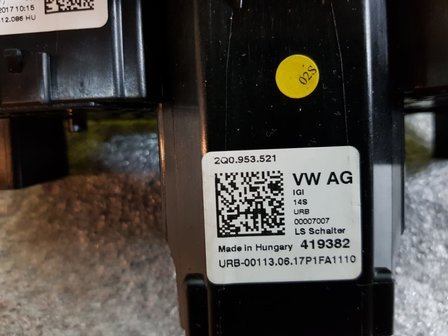 2017 10:15
12.086 HU
02S
2Q0.953.521
VW AG
IGI
14S
URB
00007007
LS Schalter
Made in Hungary 419382
URB-00113.06.17P1FA1110